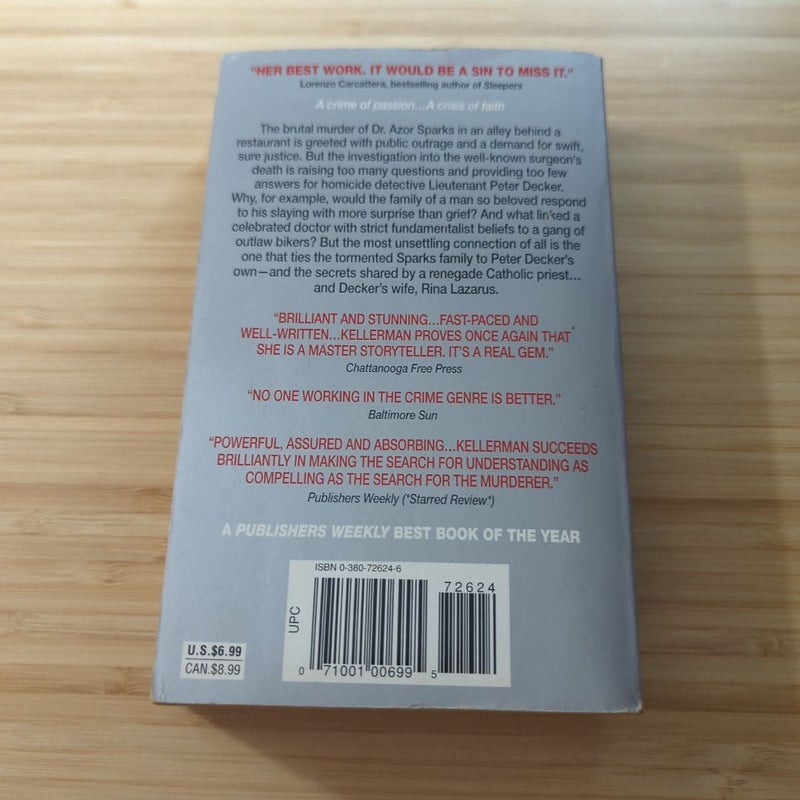 "HER BEST WORK. IT WOULD BE A SIN TO MISS IT."
Lorenzo Carcattera, bestselling author of Sleepers
A crime of passion...A crisis of faith
The brutal murder of Dr. Azor Sparks in an alley behind a
restaurant is greeted with public outrage and a demand for swift,
sure justice. But the investigation into the well-known surgeon's
death is raising too many questions and providing too few
answers for homicide detective Lieutenant Peter Decker.
Why, for example, would the family of a man so beloved respond
to his slaying with more surprise than grief? And what linked a
celebrated doctor with strict fundamentalist beliefs to a gang of
outlaw bikers? But the most unsettling connection of all is the
one that ties the tormented Sparks family to Peter Decker's
own—and the secrets shared by a renegade Catholic priest...
and Decker's wife, Rina Lazarus.
"BRILLIANT AND STUNNING...FAST-PACED AND
WELL-WRITTEN...KELLERMAN PROVES ONCE AGAIN THAT
SHE IS A MASTER STORYTELLER. IT'S A REAL GEM."
Chattanooga Free Press
"NO ONE WORKING IN THE CRIME GENRE IS BETTER."
Baltimore Sun
"POWERFUL, ASSURED AND ABSORBING...KELLERMAN SUCCEEDS
BRILLIANTLY IN MAKING THE SEARCH FOR UNDERSTANDING AS
COMPELLING AS THE SEARCH FOR THE MURDERER."
Publishers Weekly (*Starred Review*)
A PUBLISHERS WEEKLY BEST BOOK OF THE YEAR
ISBN 0-380-72624-6
72624
UPC
0 71001 00699 5
U.S.$6.99
CAN.$8.99